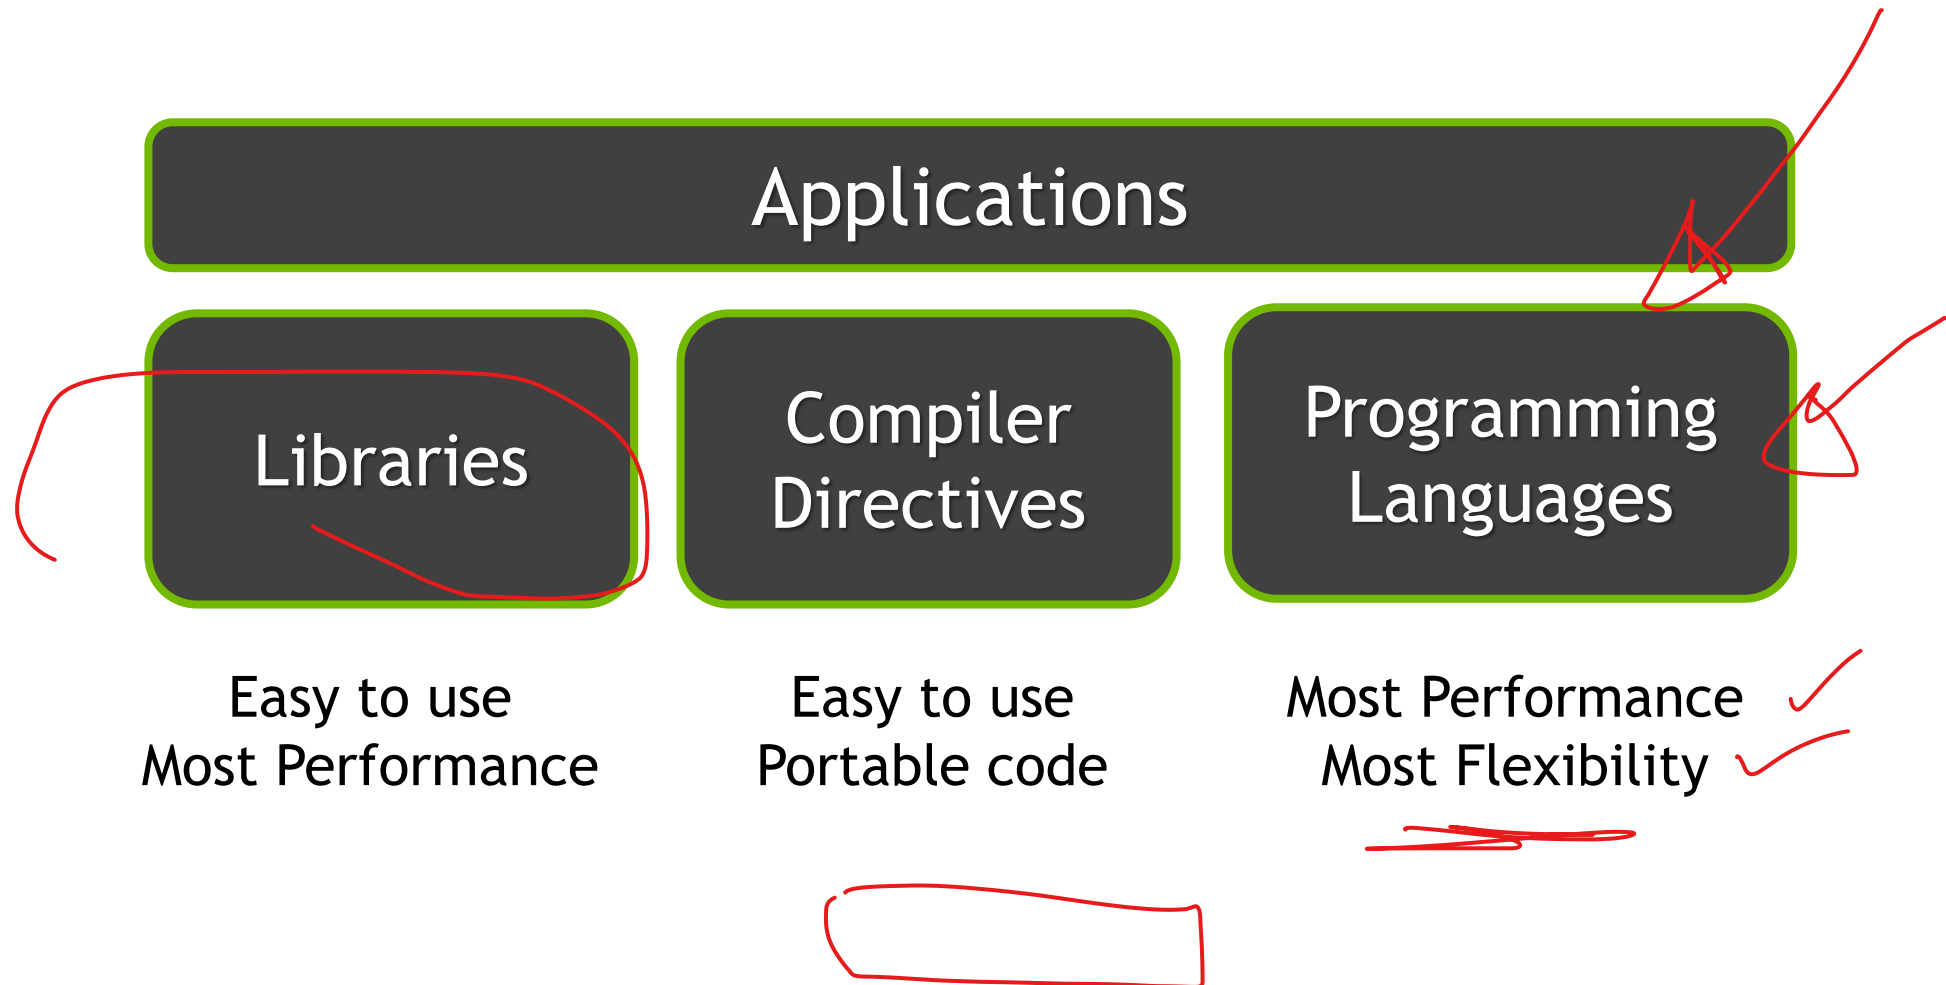 Applications
Libraries
Compiler
Directives
Programming
Languages
Easy to use
Most Performance
Easy to use
Portable code
Most Performance
Most Flexibility